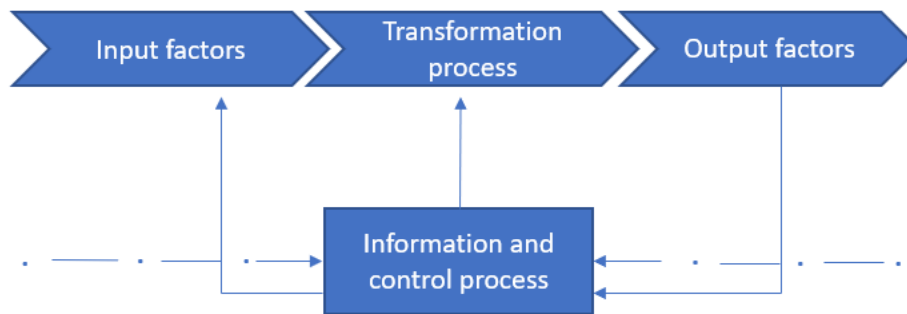 Input factors
Transformation
process
Output factors
Information and
control process